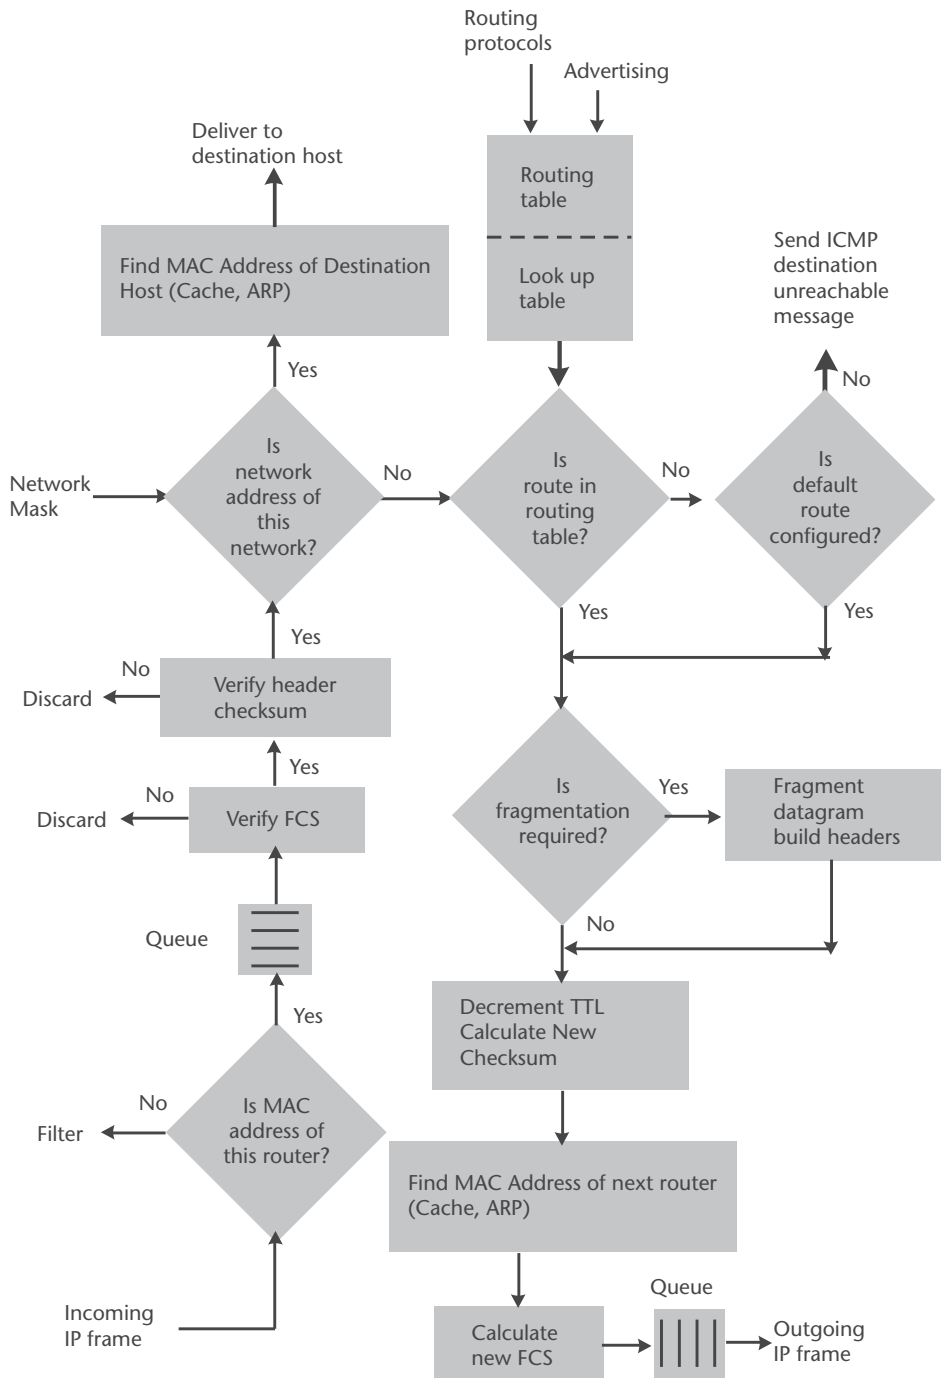 Routing
protocols
Advertising
Deliver to
destination host
Routing
table
Look up
table
Find MAC Address of Destination
Host (Cache, ARP)
Send ICMP
destination
unreachable
message
Yes
No
Network
Mask
Is
network
address of
this
network?
No
Is
route in
routing
table?
No
Is
default
route
configured?
Yes
Yes
Yes
No
Verify header
checksum
Discard
Yes
No
Verify FCS
Discard
Is
fragmentation
required?
Yes
Fragment
datagram
build headers
No
Queue
Yes
Decrement TTL
Calculate New
Checksum
No
Is MAC
address of
this router?
Filter
Find MAC Address of next router
(Cache, ARP)
Incoming
IP frame
Calculate
new FCS
Queue
Outgoing
IP frame